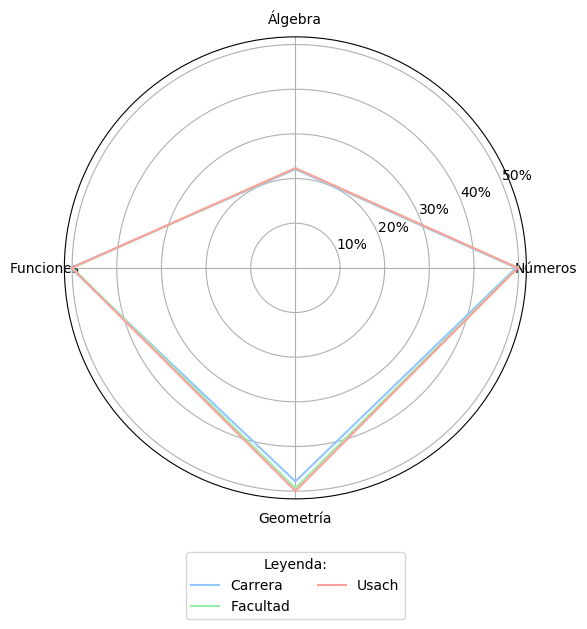 Álgebra
50%
40%
30%
20%
10%
Funciones
Números
Geometría
Leyenda:
Carrera
Usach
Facultad